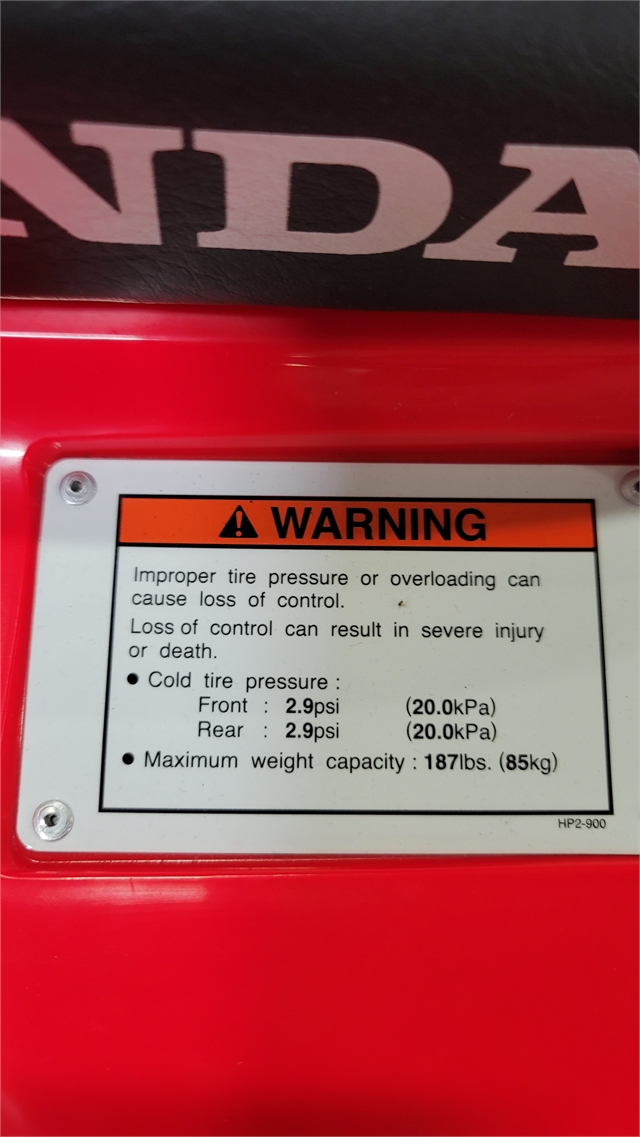 NDA
WARNING
Improper tire pressure or overloading can
cause loss of control.
Loss of control can result in severe injury
or death.
● Cold tire pressure :
Front : 2.9psi (20.0kPa)
Rear : 2.9psi (20.0kPa)
● Maximum weight capacity : 187lbs. (85kg)
HP2-900